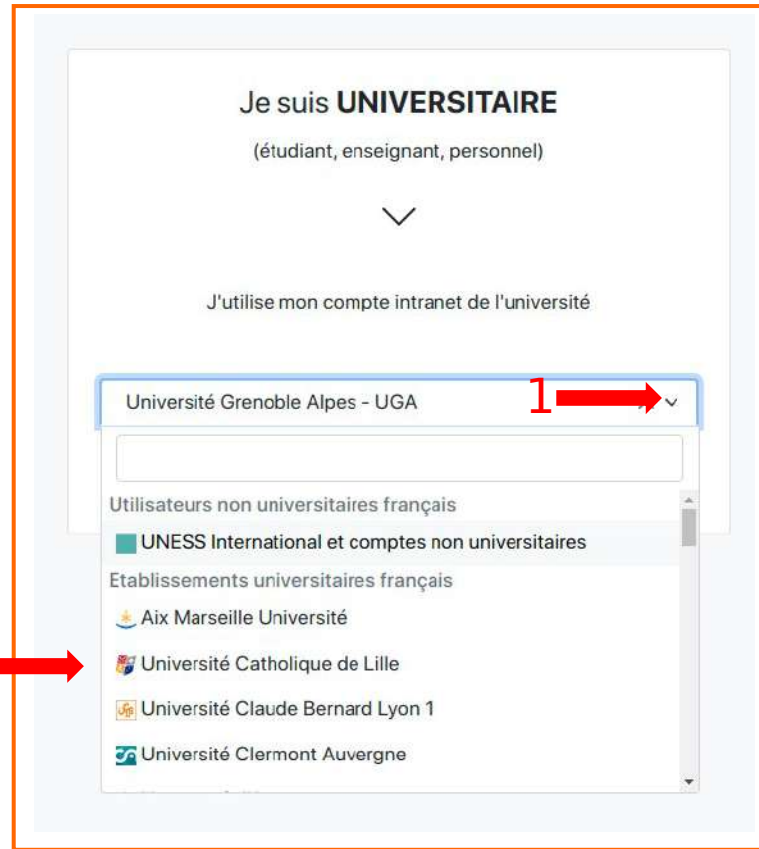 Je suis UNIVERSITAIRE
(étudiant, enseignant, personnel)
J'utilise mon compte intranet de l'université
Université Grenoble Alpes - UGA 1
Utilisateurs non universitaires français
UNESS International et comptes non universitaires
Etablissements universitaires français
Aix Marseille Université
Université Catholique de Lille
Université Claude Bernard Lyon 1
Université Clermont Auvergne